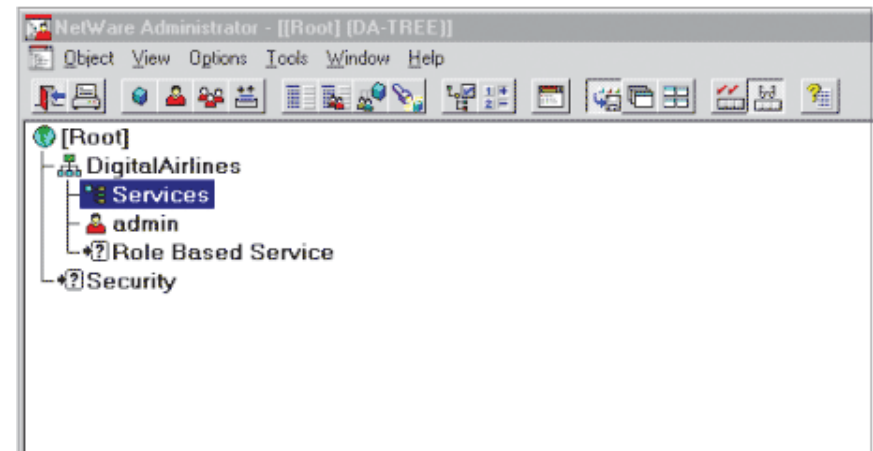 NetWare Administrator - [[Root] (DA-TREE)]
Object View Options Tools Window Help
[Root]
DigitalAirlines
Services
admin
Role Based Service
Security